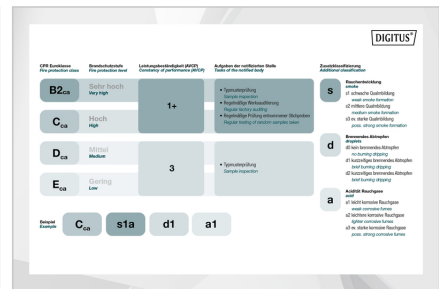 DIGITUS®
CPR Euroklasse
Fire protection sizes
Brandschutzstufe
Fire protection level
Leistungsbeständigkeit (AVCP)
Constancy of performance (AVCP)
Aufgaben der notifizierten Stelle
Tasks of the notified body
Zusatzklassifizierung
Additional classification
B2ca
Sehr hoch
Very high
Cca
Hoch
High
1+
• Typmusterprüfung
Sample inspection
• Regelmäßige Werksauditierung
Regular factory auditing
• Regelmäßige Prüfung entnommener Stichproben
Regular testing of random samples taken
Dca
Mittel
Medium
Eca
Gering
Low
3
• Typmusterprüfung
Sample inspection
s
Rauchentwicklung
smoke
s1 schwache Qualmbildung
weak smoke formation
s2 mittlere Qualmbildung
medium smoke formation
s3 ev. starke Qualmbildung
poss. strong smoke formation
d
Brennendes Abtropfen
droplets
d0 kein brennendes Abtropfen
no burning dripping
d1 kurzzeitiges brennendes Abtropfen
brief burning dripping
d2 kurzzeitiges brennendes Abtropfen
brief burning dripping
a
Acidität Rauchgase
acid
a1 leicht korrosive Rauchgase
weak corrosive fumes
a2 leichtere korrosive Rauchgase
lighter corrosive fumes
a3 ev. starke korrosive Rauchgase
poss. strong corrosive fumes
Beispiel
Example
Cca
s1a
d1
a1